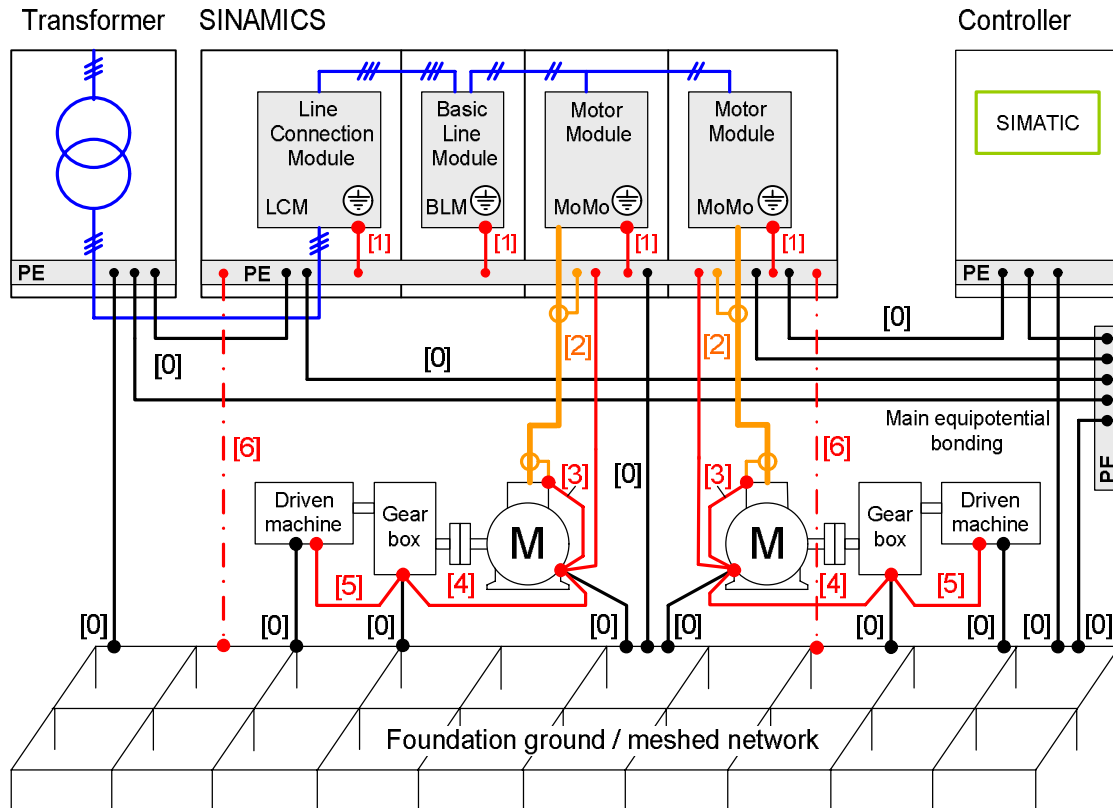 Transformer
SINAMICS
Controller
Line
Connection
Module
LCM
Basic
Line
Module
BLM
Motor
Module
MoMo
Motor
Module
MoMo
SIMATIC
[1]
[1]
[1]
[1]
PE
PE
PE
[0]
[0]
[2]
[2]
[0]
Main equipotential
bonding
PE
[6]
[3]
[0]
[3]
[6]
Driven
machine
Gear
box
M
M
Gear
box
Driven
machine
[5]
[4]
[4]
[5]
[0]
[0]
[0]
[0]
[0]
[0]
[0]
[0]
[0]
Foundation ground / meshed network